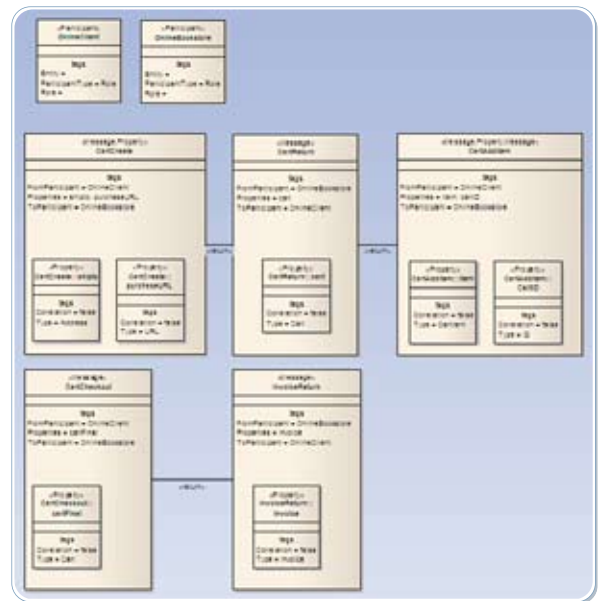 «Participant»
OnlineClient
tags
Entity =
ParticipantType = Role
Role =
«Participant»
OnlineBookstore
tags
Entity =
ParticipantType = Role
Role =
«Message,Property»
CartCreate
tags
FromParticipant = OnlineClient
Properties = empty, purchaseURL
ToParticipant = OnlineBookstore
«Property»
CartCreate::empty
tags
Correlation = false
Type = Address
«Property»
CartCreate::
purchaseURL
tags
Correlation = false
Type = URL
«return»
«Message»
CartReturn
tags
FromParticipant = OnlineBookstore
Properties = cart
ToParticipant = OnlineClient
«Property»
CartReturn::cart
tags
Correlation = false
Type = Cart
«return»
«Message,Property,Message»
CartAddItem
tags
FromParticipant = OnlineClient
Properties = item, cartID
ToParticipant = OnlineBookstore
«Property»
CartAddItem::item
tags
Correlation = false
Type = CartItem
«Property»
CartAddItem::
CartID
tags
Correlation = false
Type = ID
«Message»
CartCheckout
tags
FromParticipant = OnlineClient
Properties = cartFinal
ToParticipant = OnlineBookstore
«Property»
CartCheckout::
cartFinal
tags
Correlation = false
Type = Cart
«return»
«Message»
InvoiceReturn
tags
FromParticipant = OnlineBookstore
Properties = invoice
ToParticipant = OnlineClient
«Property»
InvoiceReturn::
invoice
tags
Correlation = false
Type = Invoice